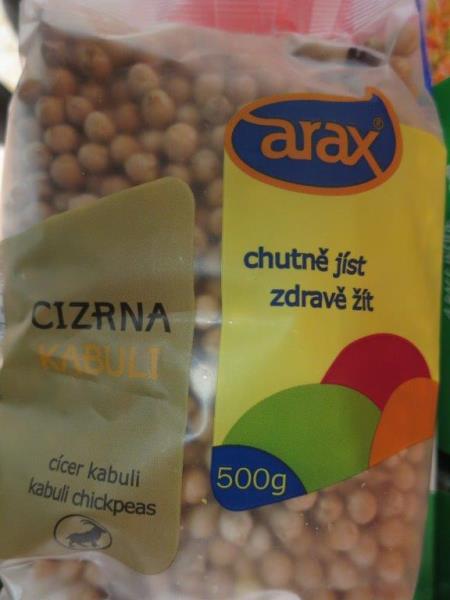 arax®
chutně jíst
zdravě žít
CIZRNA
KABULI
cícer kabuli
kabuli chickpeas
500g